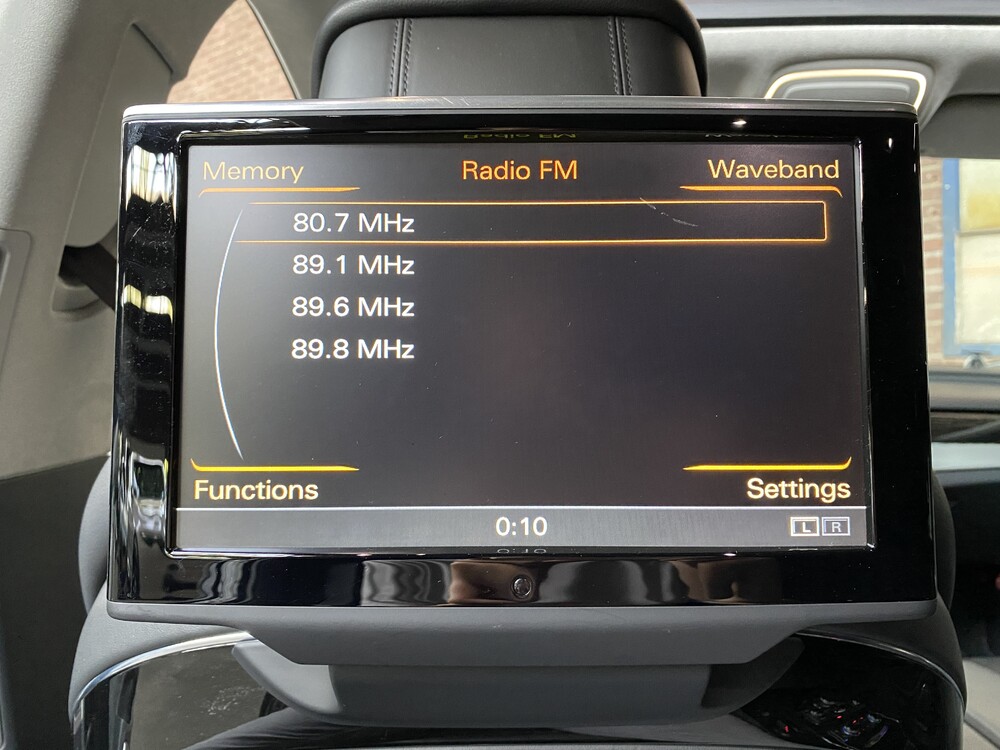 Memory Radio FM Waveband
80.7 MHz
89.1 MHz
89.6 MHz
89.8 MHz
Functions Settings
0:10 L R